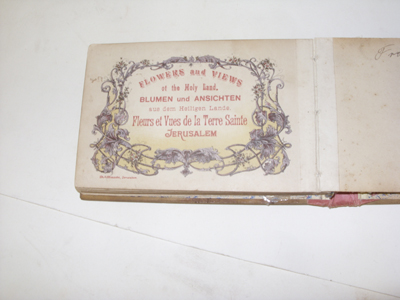 FLOWERS and VIEWS
of the Holy Land,
BLUMEN und ANSICHTEN
aus dem Heiligen Lande
Fleurs et Vues de la Terre Sainte
JERUSALEM